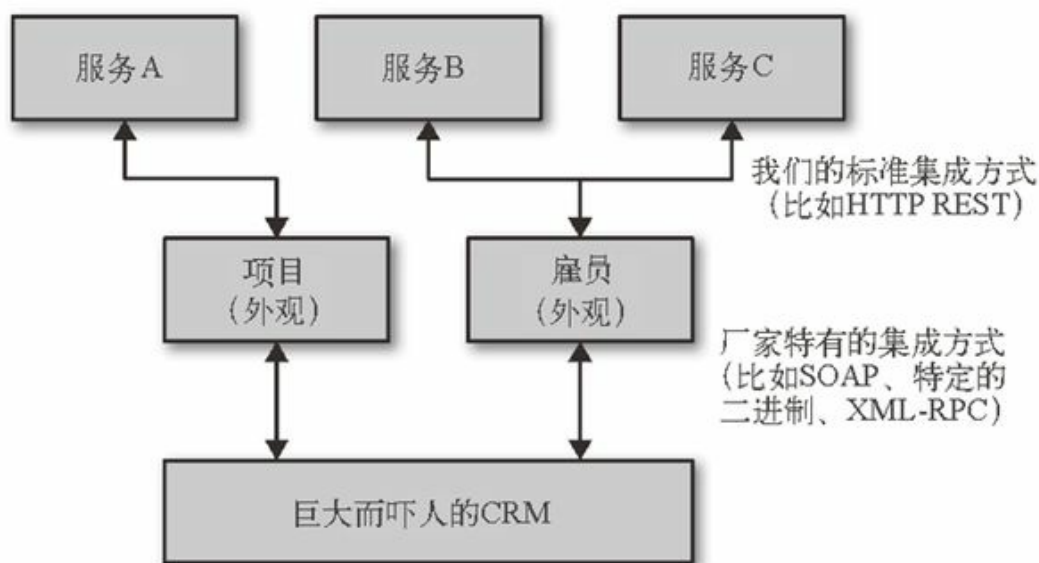 服务A
服务B
服务C
我们的标准集成方式
（比如HTTP REST）
项目
（外观）
雇员
（外观）
厂家特有的集成方式
（比如SOAP、特定的
二进制、XML-RPC）
巨大而吓人的CRM